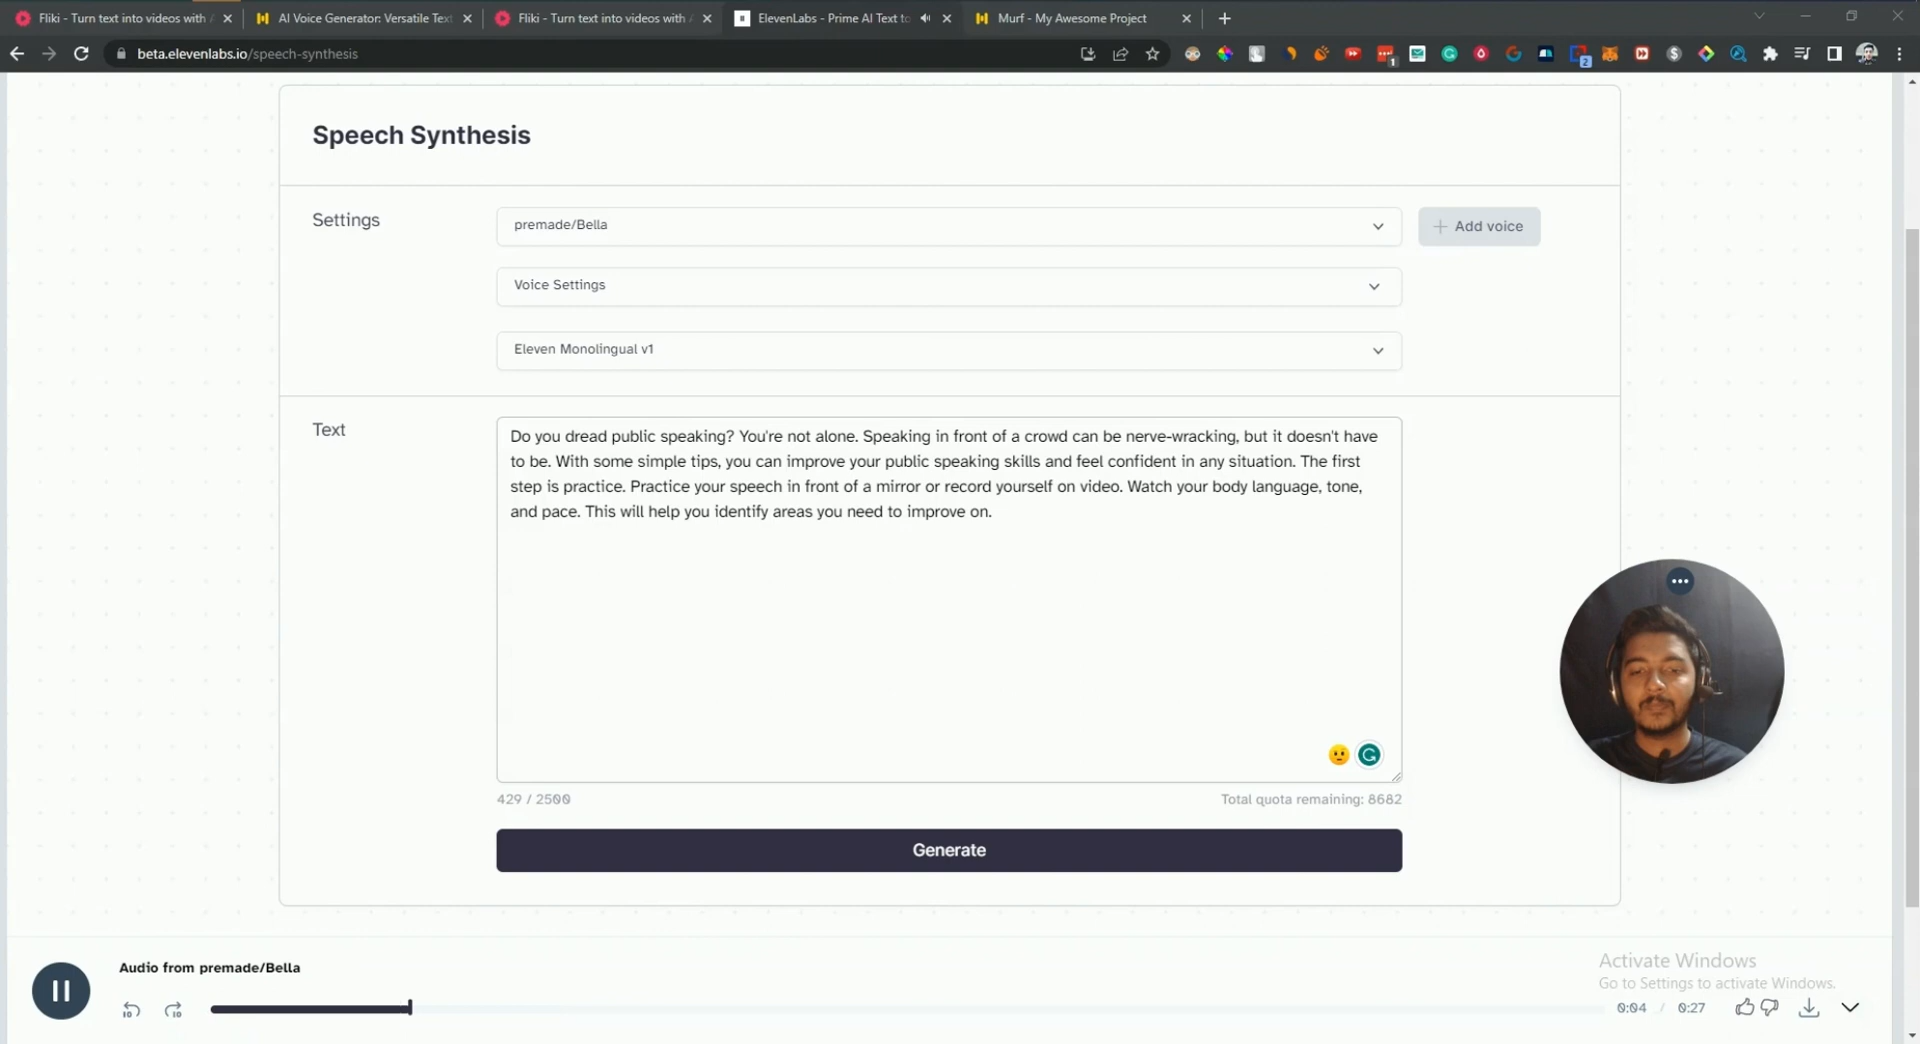 Fliki - Turn text into videos with
AI Voice Generator: Versatile Text
Fliki - Turn text into videos with
ElevenLabs - Prime AI Text to
Murf - My Awesome Project
beta.elevenlabs.io/speech-synthesis
1
2
Speech Synthesis
Settings
premade/Bella
Add voice
Voice Settings
Eleven Monolingual v1
Text
Do you dread public speaking? You're not alone. Speaking in front of a crowd can be nerve-wracking, but it doesn't have
to be. With some simple tips, you can improve your public speaking skills and feel confident in any situation. The first
step is practice. Practice your speech in front of a mirror or record yourself on video. Watch your body language, tone,
and pace. This will help you identify areas you need to improve on.
429 / 2500
Total quota remaining: 8682
Generate
Audio from premade/Bella
10
10
0:04 / 0:27
Activate Windows
Go to Settings to activate Windows.